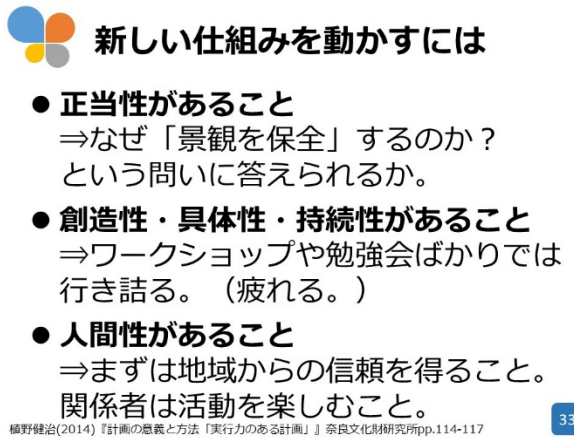 新しい仕組みを動かすには
● 正当性があること
⇒なぜ「景観を保全」するのか？
という問いに答えられるか。
● 創造性・具体性・持続性があること
⇒ワークショップや勉強会ばかりでは
行き詰る。（疲れる。）
● 人間性があること
⇒まずは地域からの信頼を得ること。
関係者は活動を楽しむこと。
植野健治(2014)『計画の意義と方法「実行力のある計画」』奈良文化財研究所pp.114-117
33